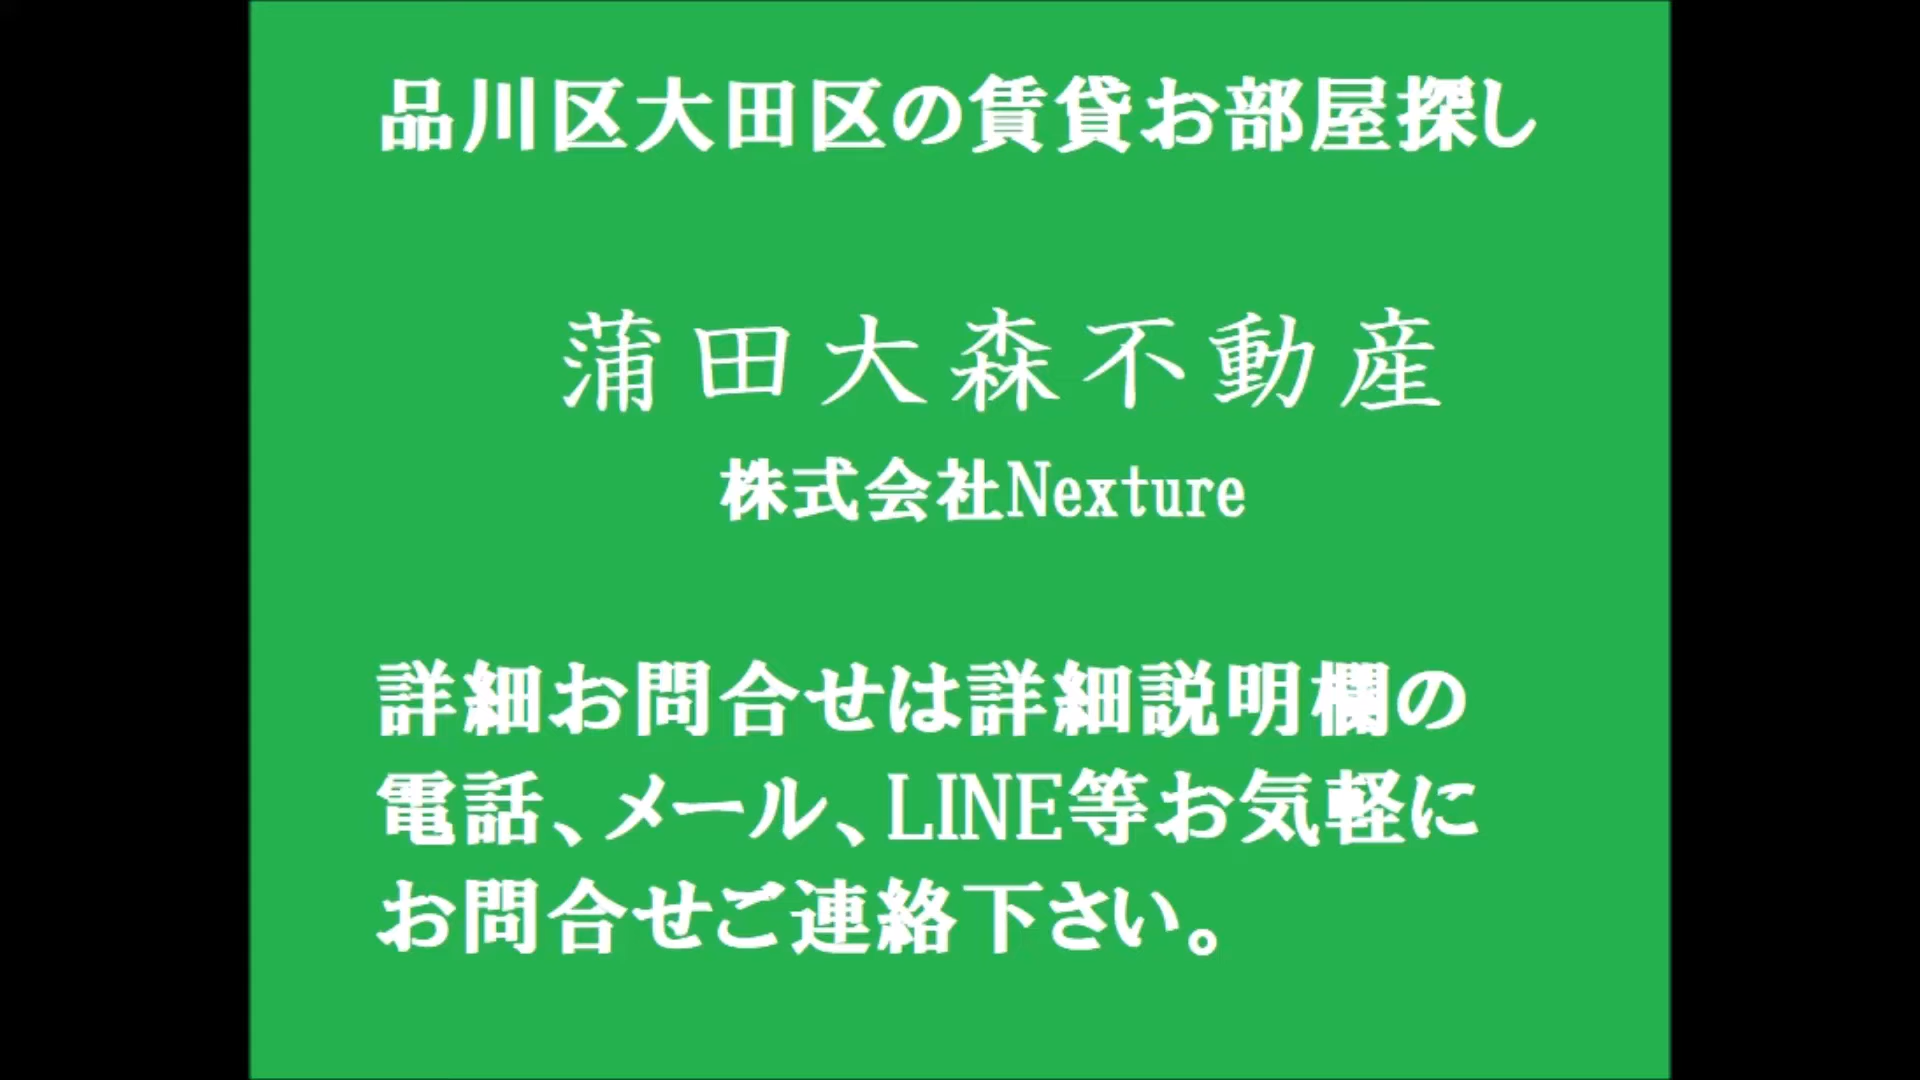 品川区大田区の賃貸お部屋探し
蒲田大森不動産
株式会社Nexture
詳細お問合せは詳細説明欄の
電話、メール、LINE等お気軽に
お問合せご連絡下さい。